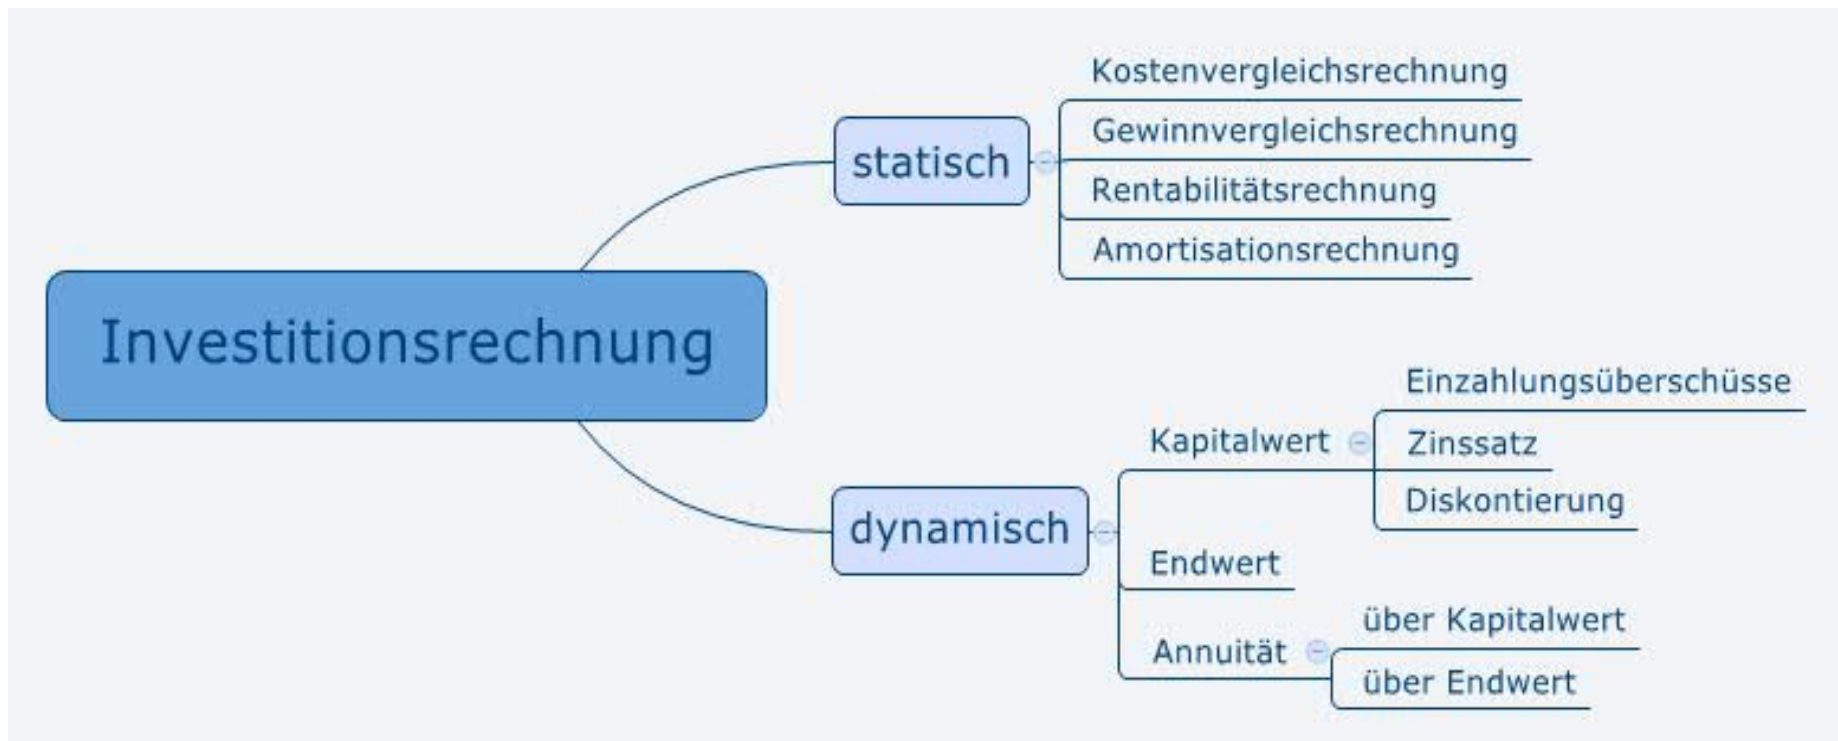 Investitionsrechnung
statisch
Kostenvergleichsrechnung
Gewinnvergleichsrechnung
Rentabilitätsrechnung
Amortisationsrechnung
dynamisch
Kapitalwert
Einzahlungsüberschüsse
Zinssatz
Diskontierung
Endwert
Annuität
über Kapitalwert
über Endwert